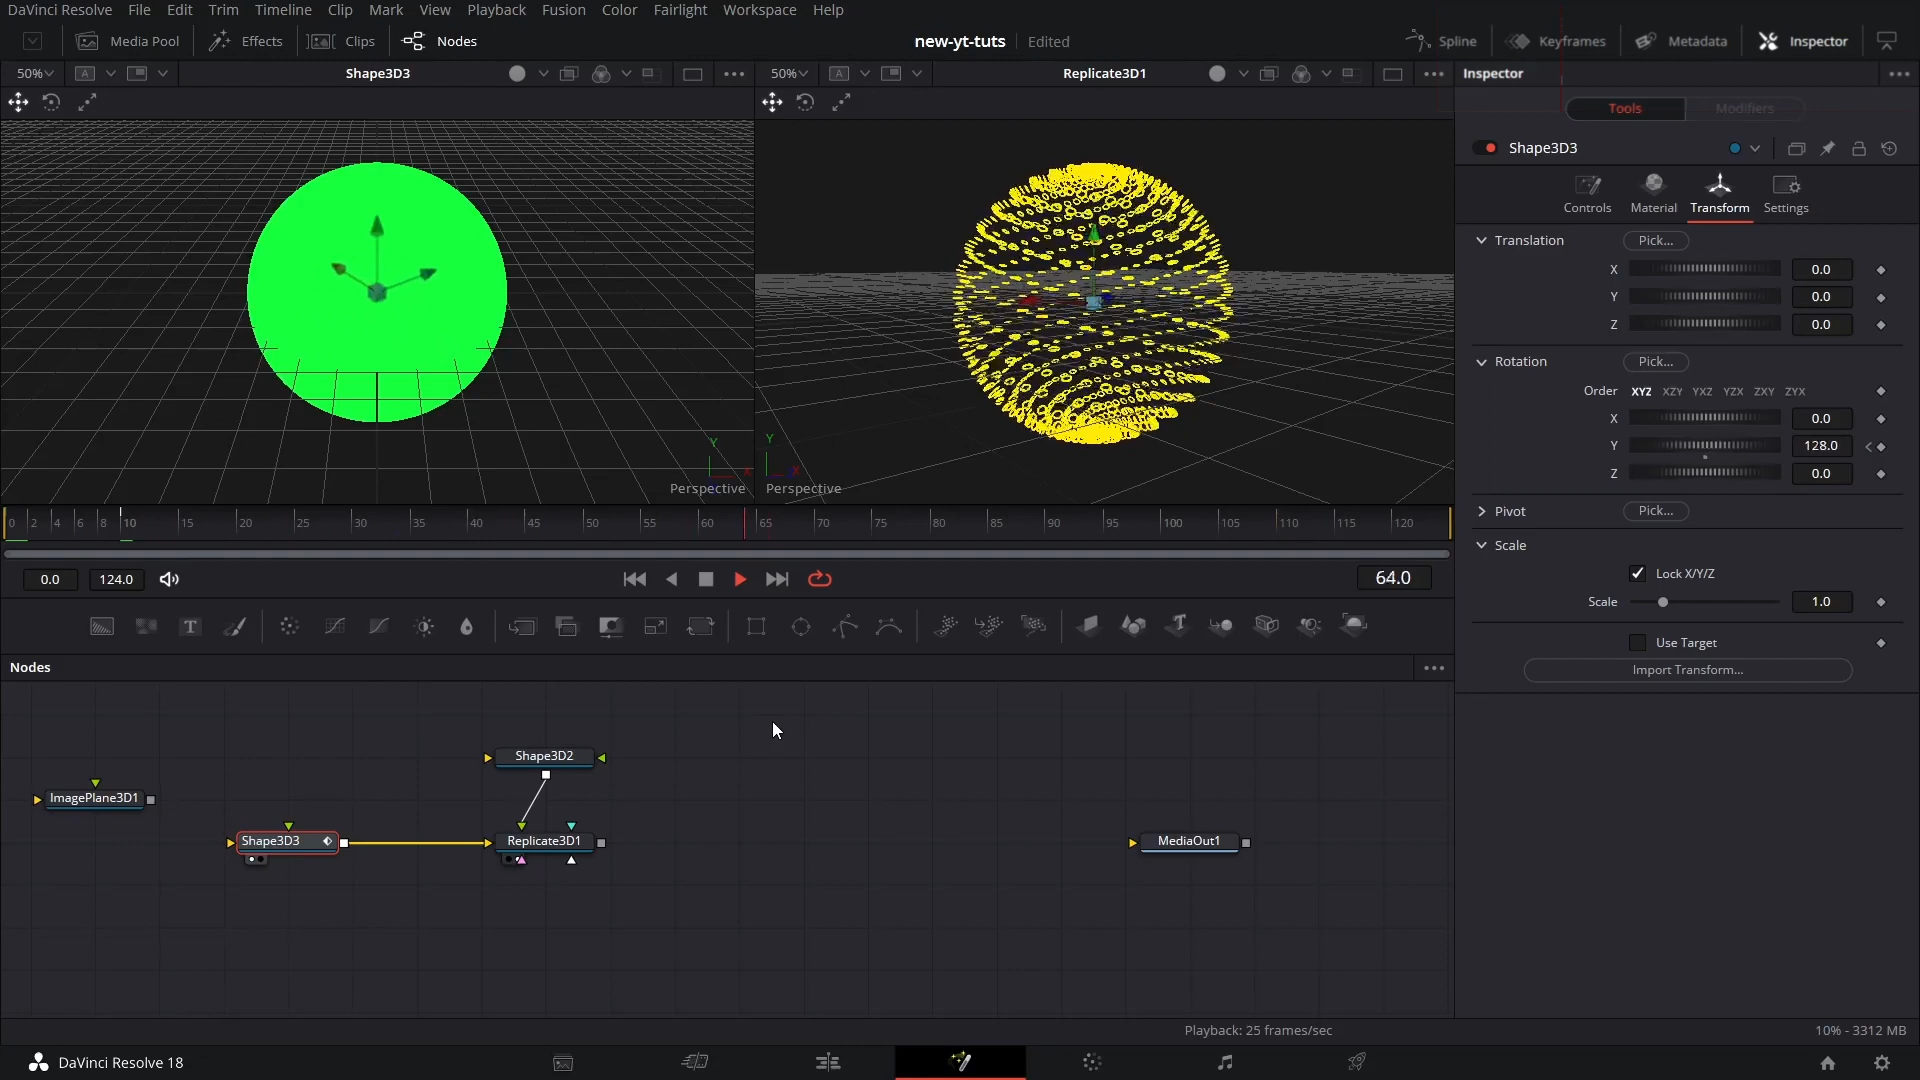 DaVinci Resolve File Edit Trim Timeline Clip Mark View Playback Fusion Color Fairlight Workspace Help
Media Pool Effects Clips Nodes new-yt-tuts Edited Spline Keyframes Metadata Inspector
50% A Shape3D3 50% A Replicate3D1 Inspector
Tools Modifiers
Shape3D3
Controls Material Transform Settings
Translation Pick...
X 0.0
Y 0.0
Z 0.0
Rotation Pick...
Order XYZ XZY YXZ YZX ZXY ZYX
X 0.0
Y 128.0
Z 0.0
Pivot Pick...
Scale
Lock X/Y/Z
Scale 1.0
Use Target
Import Transform...
Y X Perspective
Y X Perspective
0 2 4 6 8 10 15 20 25 30 35 40 45 50 55 60 65 70 75 80 85 90 95 100 105 110 115 120
0.0 124.0 64.0
T T
Nodes
Shape3D2
ImagePlane3D1
Shape3D3 Replicate3D1 MediaOut1
Playback: 25 frames/sec 10% - 3312 MB
DaVinci Resolve 18